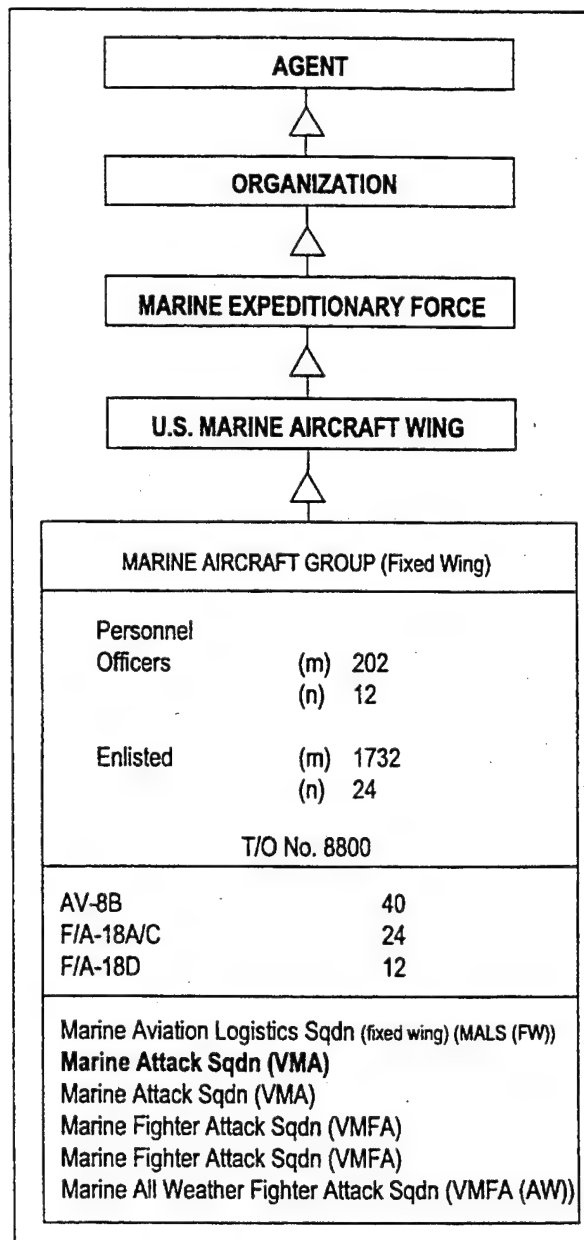 AGENT
ORGANIZATION
MARINE EXPEDITIONARY FORCE
U.S. MARINE AIRCRAFT WING
MARINE AIRCRAFT GROUP (Fixed Wing)
Personnel
Officers (m) 202
(n) 12
Enlisted (m) 1732
(n) 24
T/O No. 8800
AV-8B 40
F/A-18A/C 24
F/A-18D 12
Marine Aviation Logistics Sqdn (fixed wing) (MALS (FW))
Marine Attack Sqdn (VMA)
Marine Attack Sqdn (VMA)
Marine Fighter Attack Sqdn (VMFA)
Marine Fighter Attack Sqdn (VMFA)
Marine All Weather Fighter Attack Sqdn (VMFA (AW))